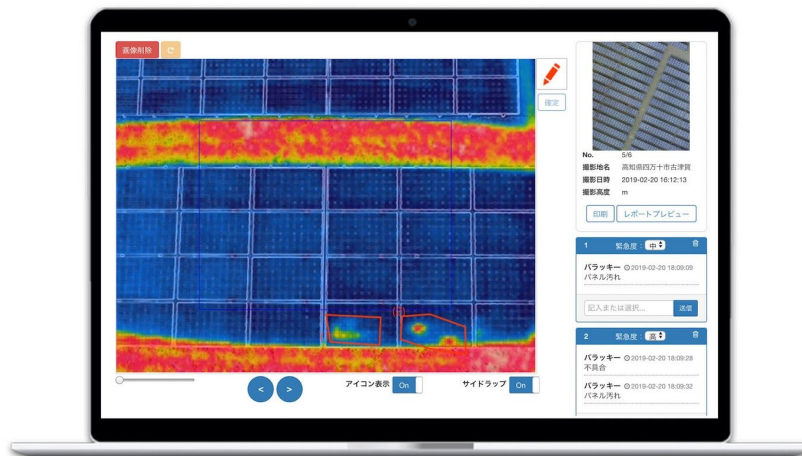 画像削除
確定
No. 5/6
撮影地名 高知県四万十市古津賀
撮影日時 2019-02-20 16:12:13
撮影高度 m
印刷 レポートプレビュー
1 緊急度: 中
バラッキー 2019-02-20 18:09:08
パネル汚れ
記入または選択... 送信
2 緊急度: 高
バラッキー 2019-02-20 18:09:28
不具合
バラッキー 2019-02-20 18:09:32
パネル汚れ
< >
アイコン表示 On
サイドラップ On